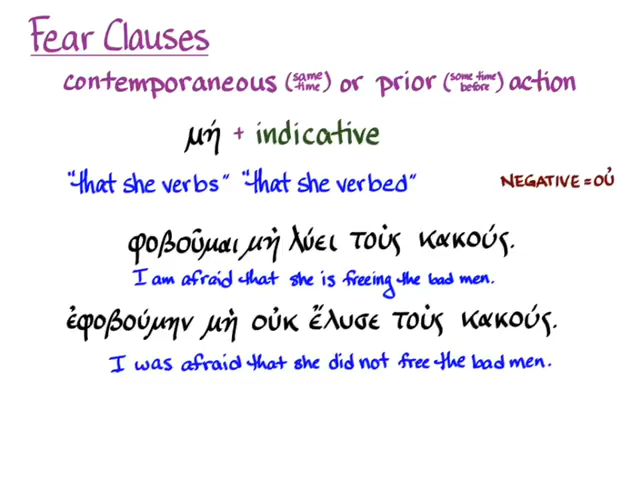 Fear Clauses
contemporaneous (same time) or prior (some time before) action
μή + indicative
"that she verbs" "that she verbed"
NEGATIVE = οὐ
φοβοῦμαι μὴ λύει τοὺς κακούς.
I am afraid that she is freeing the bad men.
ἐφοβούμην μὴ οὐκ ἔλυσε τοὺς κακούς.
I was afraid that she did not free the bad men.